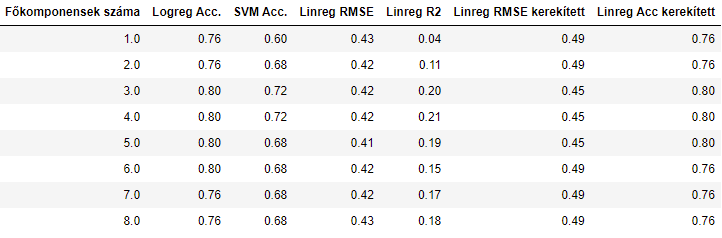 Főkomponensek száma Logreg Acc. SVM Acc. Linreg RMSE Linreg R2 Linreg RMSE kerekített Linreg Acc kerekített
1.0 0.76 0.60 0.43 0.04 0.49 0.76
2.0 0.76 0.68 0.42 0.11 0.49 0.76
3.0 0.80 0.72 0.42 0.20 0.45 0.80
4.0 0.80 0.72 0.42 0.21 0.45 0.80
5.0 0.80 0.68 0.41 0.19 0.45 0.80
6.0 0.80 0.68 0.42 0.15 0.49 0.76
7.0 0.76 0.68 0.42 0.17 0.49 0.76
8.0 0.76 0.68 0.43 0.18 0.49 0.76